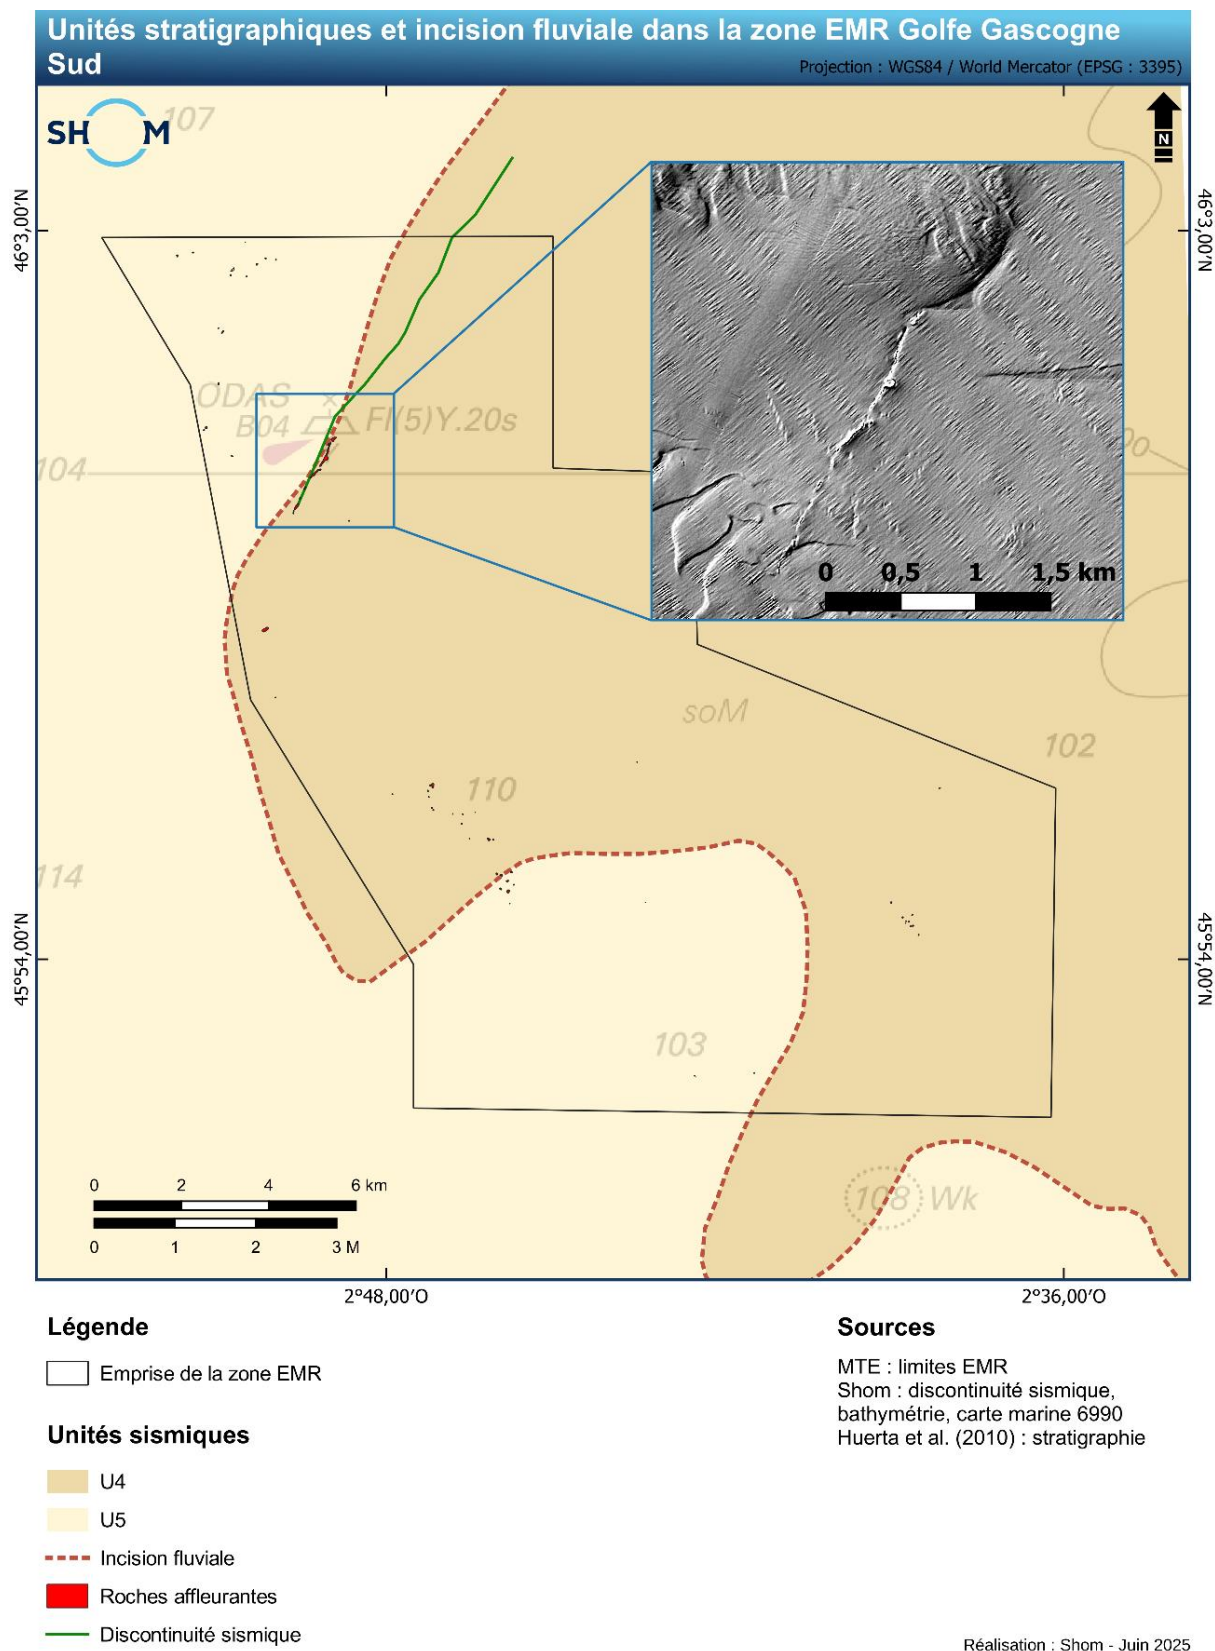 Unités stratigraphiques et incision fluviale dans la zone EMR Golfe Gascogne
Sud
Projection : WGS84 / World Mercator (EPSG : 3395)
SHOM
107
N
46°3,00'N
46°3,00'N
ODAS
B04
Fl(5)Y.20s
104
0 0,5 1 1,5 km
soM
102
110
114
45°54,00'N
45°54,00'N
103
108 Wk
0 2 4 6 km
0 1 2 3 M
2°48,00'O
2°36,00'O
Légende
Emprise de la zone EMR
Unités sismiques
U4
U5
Incision fluviale
Roches affleurantes
Discontinuité sismique
Sources
MTE : limites EMR
Shom : discontinuité sismique,
bathymétrie, carte marine 6990
Huerta et al. (2010) : stratigraphie
Réalisation : Shom - Juin 2025